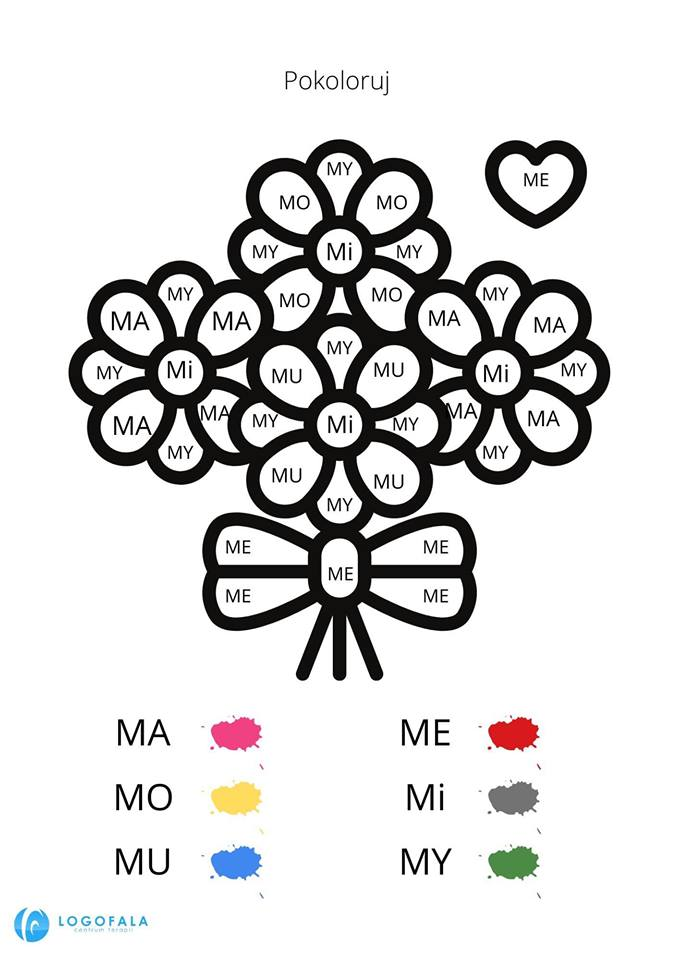 Pokoloruj
MY
ME
MO MO
MY Mi MY
MY MO MO MY
MA MA MA MA
MY
MY Mi MU MU Mi MY
MA MA MY Mi MY MA MA
MY MY
MU MU
MY
ME ME
ME
ME ME
MA ME
MO Mi
MU MY
LOGOFALA
centrum terapii